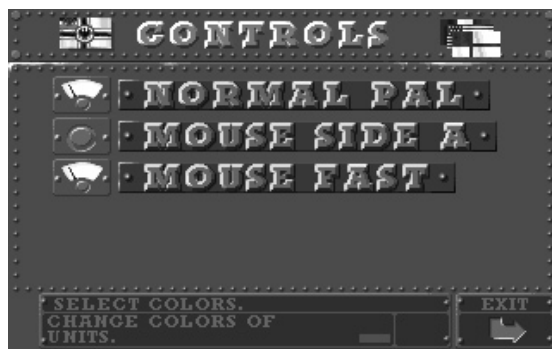 CONTROLS
NORMAL PAL
MOUSE SIDE A
MOUSE FAST
SELECT COLORS. EXIT
CHANGE COLORS OF
UNITS.